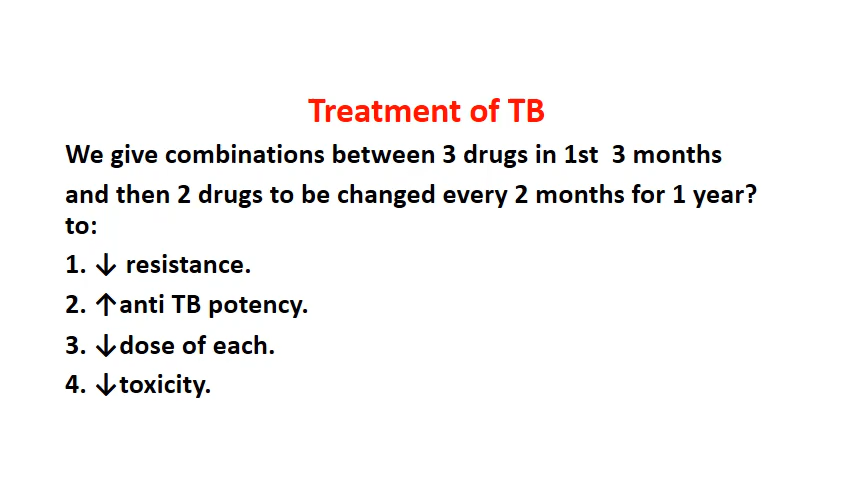 Treatment of TB
We give combinations between 3 drugs in 1st  3 months
and then 2 drugs to be changed every 2 months for 1 year?
to:
1. ↓ resistance.
2. ↑anti TB potency.
3. ↓dose of each.
4. ↓toxicity.